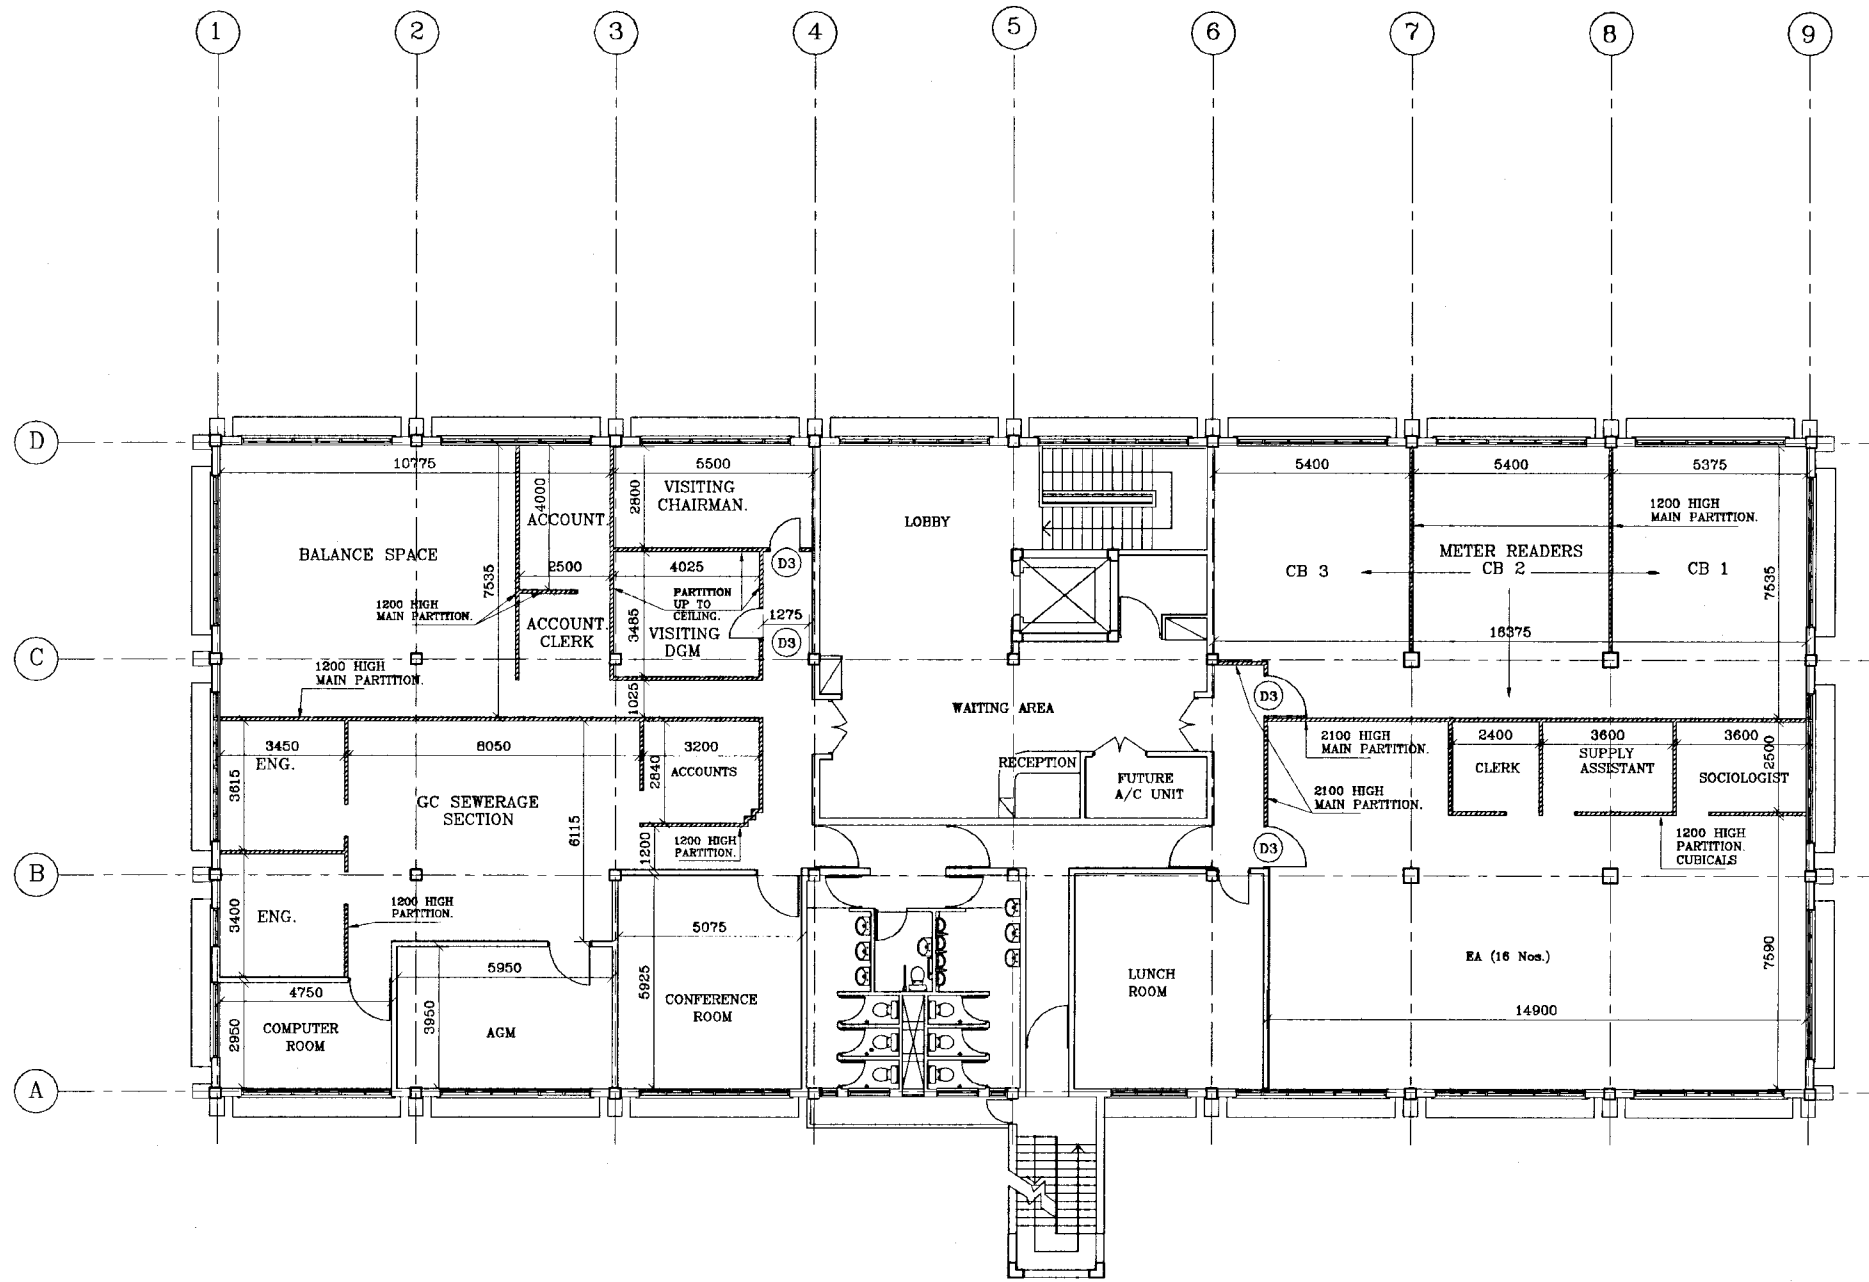 1 2 3 4 5 6 7 8 9
D
10775
5500
5400
5400
5375
4000
2800
VISITING
CHAIRMAN.
ACCOUNT.
LOBBY
1200 HIGH
MAIN PARTITION.
BALANCE SPACE
METER READERS
CB 3
CB 2
CB 1
7535
2500
4025
D3
PARTITION
UP TO
CEILING.
1200 HIGH
MAIN PARTITION.
1275
7535
ACCOUNT.
CLERK
3485
VISITING
DGM
D3
16375
C
1200 HIGH
MAIN PARTITION.
1025
D3
WAITING AREA
3450
8050
3200
2100 HIGH
MAIN PARTITION.
2400
3600
3600
2500
ENG.
3615
2840
ACCOUNTS
RECEPTION
FUTURE
A/C UNIT
CLERK
SUPPLY
ASSISTANT
SOCIOLOGIST
GC SEWERAGE
SECTION
2100 HIGH
MAIN PARTITION.
6115
1200
1200 HIGH
PARTITION.
D3
1200 HIGH
PARTITION.
CUBICALS
B
1200 HIGH
PARTITION.
ENG.
3400
5075
5950
5925
EA (16 Nos.)
7590
LUNCH
ROOM
4750
CONFERENCE
ROOM
14900
COMPUTER
ROOM
2950
3950
AGM
A